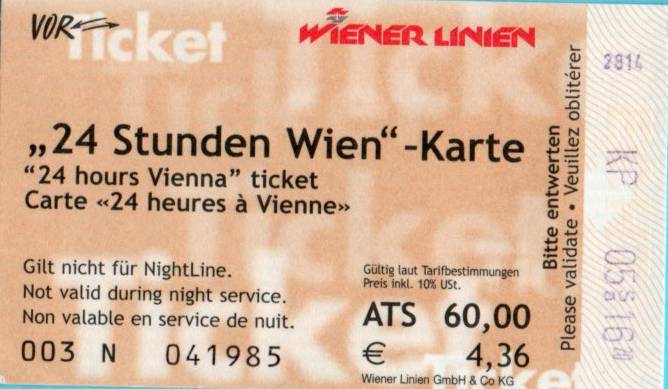 VOR
Ticket
WIENER LINIEN
„24 Stunden Wien“-Karte
“24 hours Vienna” ticket
Carte «24 heures à Vienne»
Gilt nicht für NightLine.
Not valid during night service.
Non valable en service de nuit.
003 N 041985
Gültig laut Tarifbestimmungen
Preis inkl. 10% USt.
ATS 60,00
€ 4,36
Wiener Linien GmbH & Co KG
Bitte entwerten
Please validate • Veuillez oblitérer
2814
KP